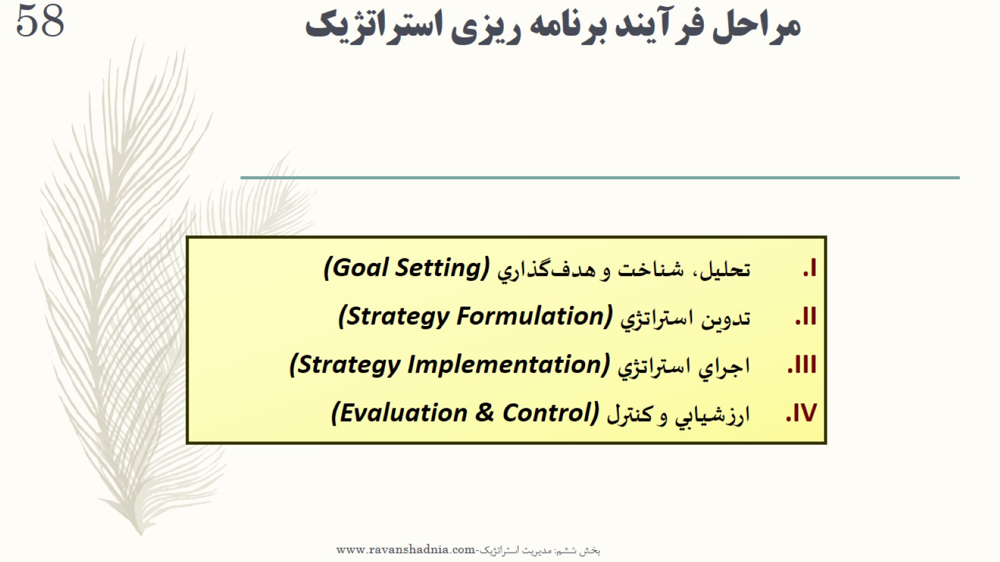 58
مراحل فرآیند برنامه ریزی استراتژیک
I. تحليل، شناخت و هدف‌گذاري (Goal Setting)
II. تدوين استراتژي (Strategy Formulation)
III. اجراي استراتژي (Strategy Implementation)
IV. ارزشيابي و كنترل (Evaluation & Control)
بخش ششم: مدیریت استراتژیک-www.ravanshadnia.com